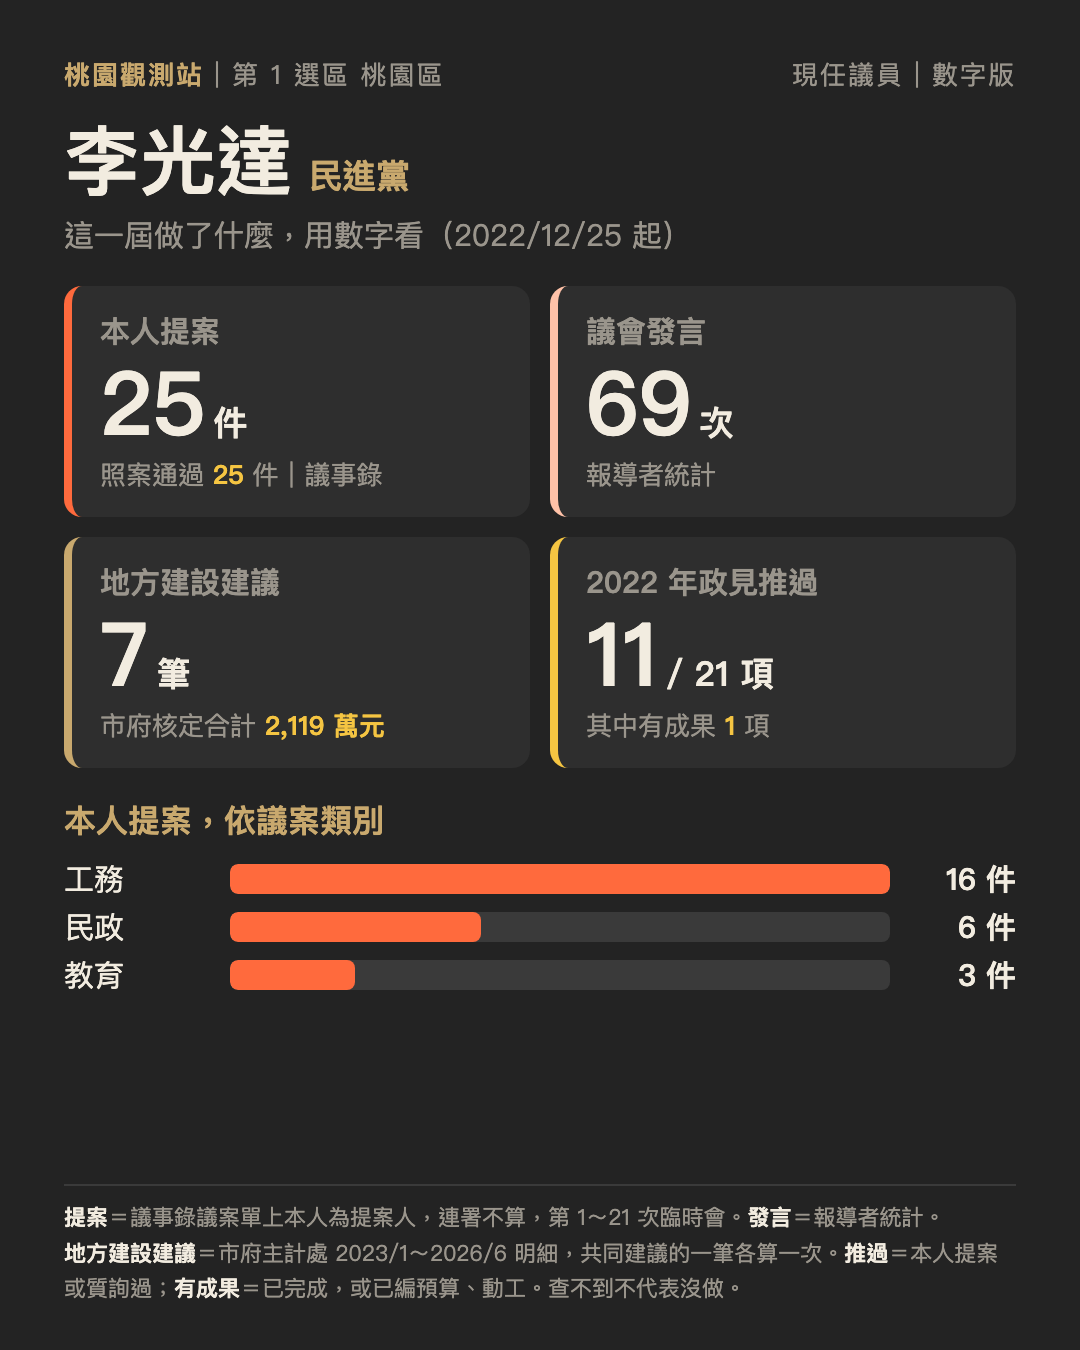 桃園觀測站｜第 1 選區 桃園區
現任議員｜數字版
李光達 民進黨
這一屆做了什麼，用數字看（2022/12/25 起）
本人提案
25 件
照案通過 25 件｜議事錄
議會發言
69 次
報導者統計
地方建設建議
7 筆
市府核定合計 2,119 萬元
2022 年政見推過
11 / 21 項
其中有成果 1 項
本人提案，依議案類別
工務 16 件
民政 6 件
教育 3 件
提案＝議事錄議案單上本人為提案人，連署不算，第 1～21 次臨時會。發言＝報導者統計。
地方建設建議＝市府主計處 2023/1～2026/6 明細，共同建議的一筆各算一次。推過＝本人提案
或質詢過；有成果＝已完成，或已編預算、動工。查不到不代表沒做。